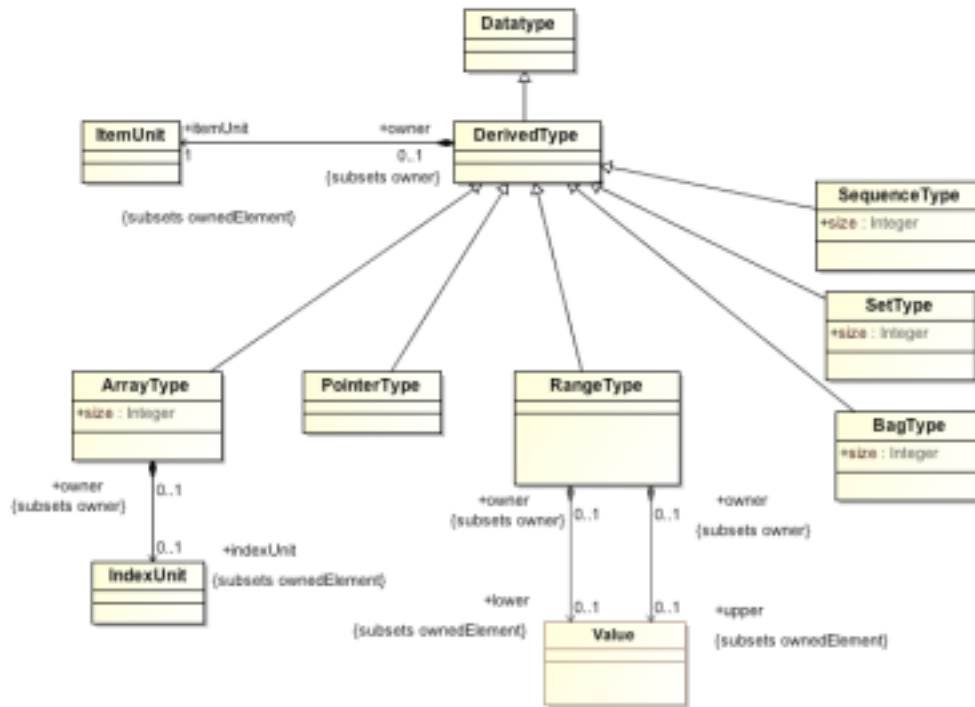 Datatype
ItemUnit
+itemUnit
+owner
DerivedType
1
0..1
{subsets owner}
{subsets ownedElement}
SequenceType
+size : Integer
SetType
+size : Integer
ArrayType
+size : Integer
PointerType
RangeType
BagType
+size : Integer
+owner
0..1
{subsets owner}
+owner
0..1
{subsets owner}
0..1
+owner
{subsets owner}
0..1
+indexUnit
IndexUnit
{subsets ownedElement}
+lower
0..1
{subsets ownedElement}
0..1
+upper
{subsets ownedElement}
Value